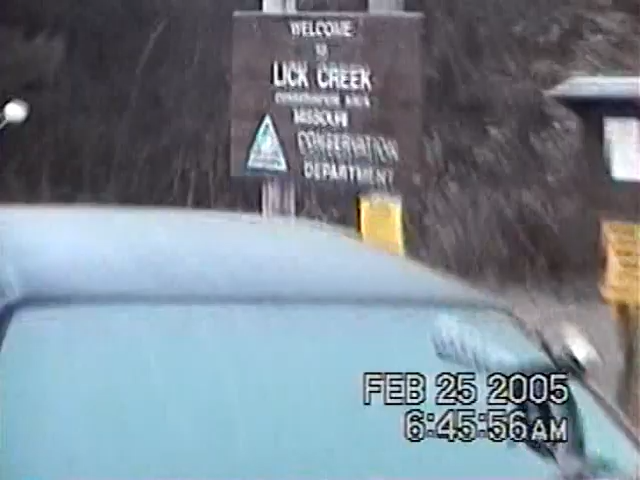 WELCOME
TO
LICK CREEK
CONSERVATION AREA
MISSOURI
CONSERVATION
DEPARTMENT
FEB 25 2005
6:45:56AM